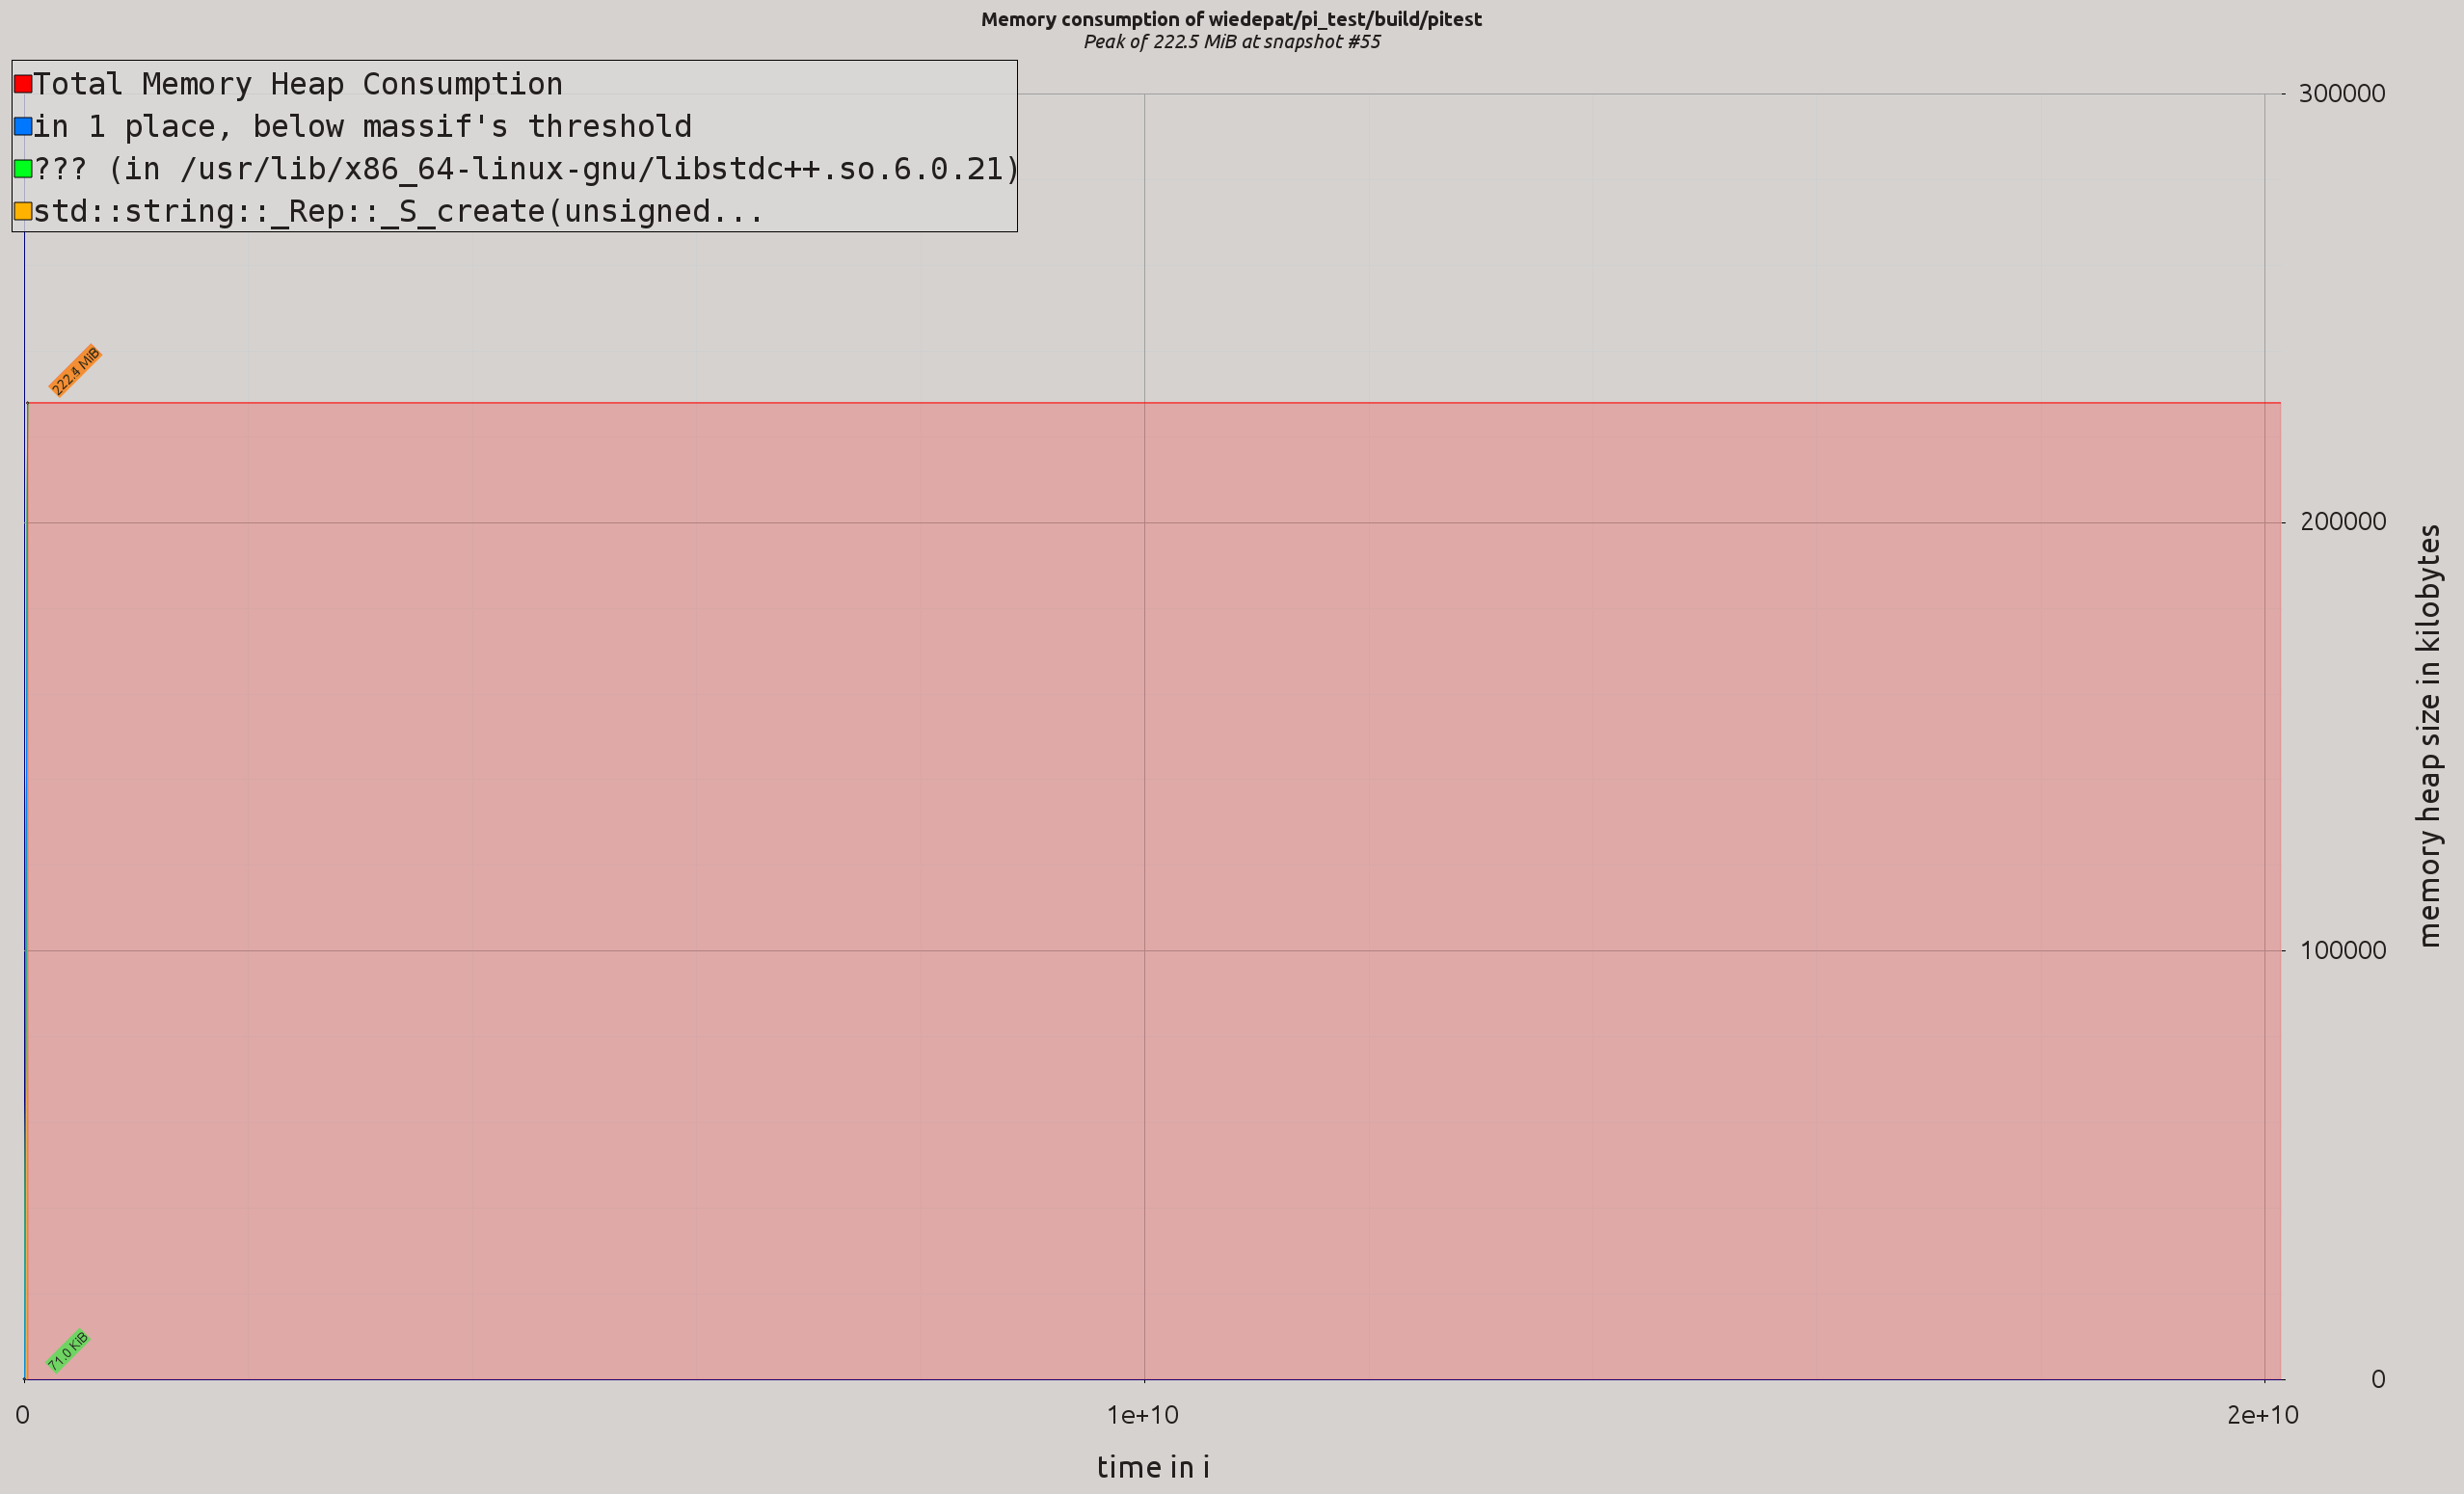 Memory consumption of wiedepat/pi_test/build/pitest
Peak of 222.5 MiB at snapshot #55
Total Memory Heap Consumption
in 1 place, below massif's threshold
??? (in /usr/lib/x86_64-linux-gnu/libstdc++.so.6.0.21)
std::string::_Rep::_S_create(unsigned...
300000
222.4 MiB
200000
memory heap size in kilobytes
100000
71.0 KiB
0
0
1e+10
2e+10
time in i